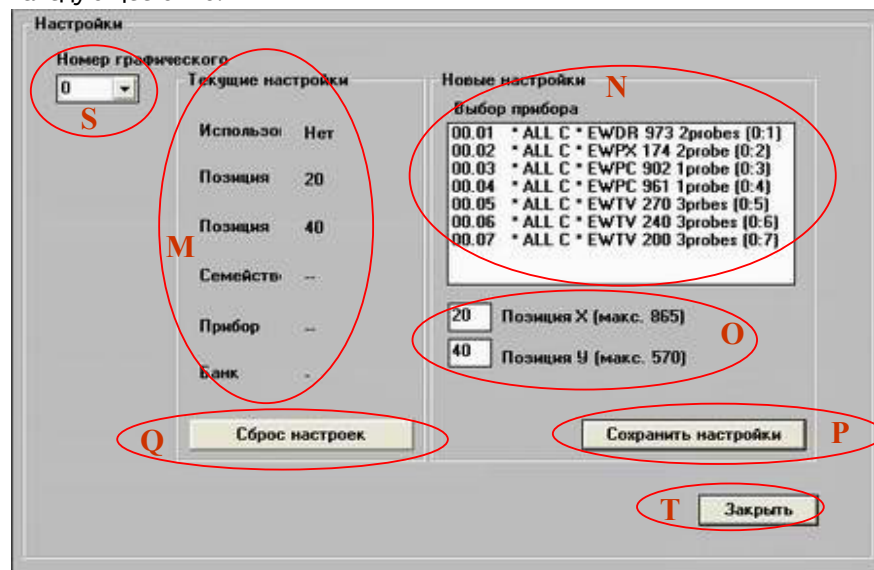 Настройки
Номер графического
0
S
Текущие настройки
Использо Нет
Позиция 20
Позиция 40
M
Семейств --
Прибор --
Банк -
Q
Сброс настроек
Новые настройки
N
Выбор прибора
00.01 * ALL C * EWDR 973 2probes (0:1)
00.02 * ALL C * EWPX 174 2probe (0:2)
00.03 * ALL C * EWPC 902 1probe (0:3)
00.04 * ALL C * EWPC 961 1probe (0:4)
00.05 * ALL C * EWTV 270 3prbes (0:5)
00.06 * ALL C * EWTV 240 3probes (0:6)
00.07 * ALL C * EWTV 200 3probes (0:7)
20 Позиция X (макс. 865)
O
40 Позиция У (макс. 570)
Сохранить настройки
P
T
Закрыть